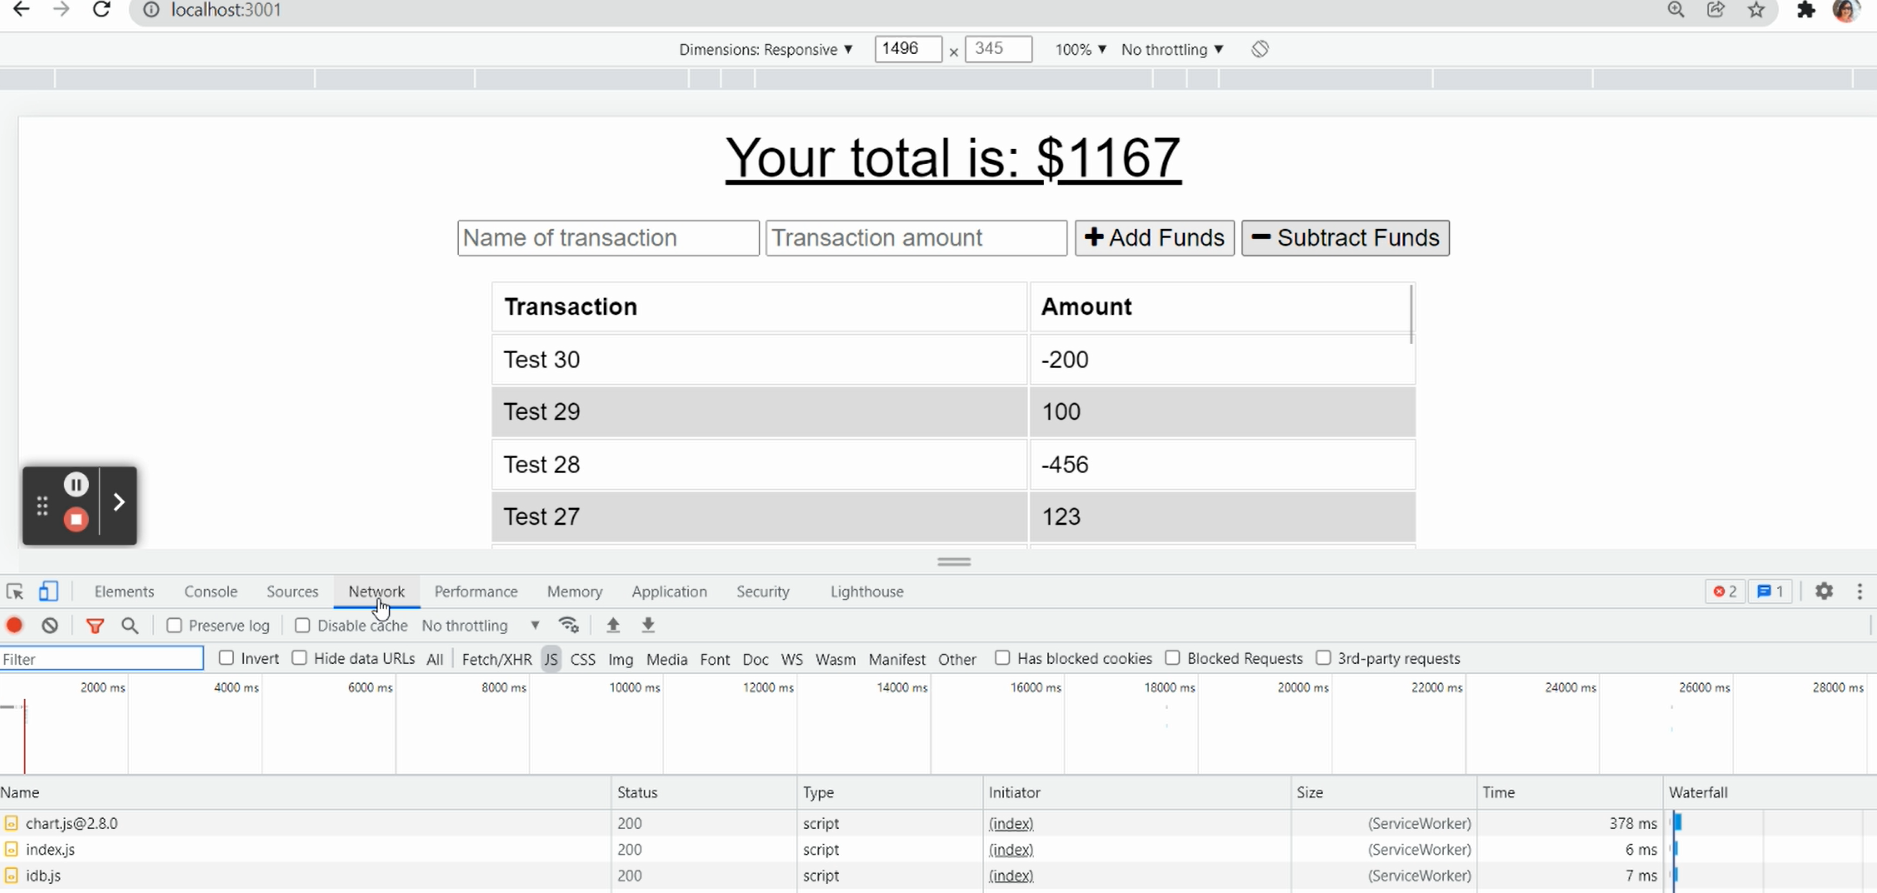 localhost:3001
Dimensions: Responsive ▼ 1496 × 345 100% ▼ No throttling ▼
Your total is: $1167
Name of transaction Transaction amount + Add Funds − Subtract Funds
Transaction Amount
Test 30 -200
Test 29 100
Test 28 -456
Test 27 123
Elements Console Sources Network Performance Memory Application Security Lighthouse 2 1
Preserve log Disable cache No throttling ▼
Filter Invert Hide data URLs All Fetch/XHR JS CSS Img Media Font Doc WS Wasm Manifest Other Has blocked cookies Blocked Requests 3rd-party requests
2000 ms 4000 ms 6000 ms 8000 ms 10000 ms 12000 ms 14000 ms 16000 ms 18000 ms 20000 ms 22000 ms 24000 ms 26000 ms 28000 ms
Name Status Type Initiator Size Time Waterfall
chart.js@2.8.0 200 script (index) (ServiceWorker) 378 ms
index.js 200 script (index) (ServiceWorker) 6 ms
idb.js 200 script (index) (ServiceWorker) 7 ms